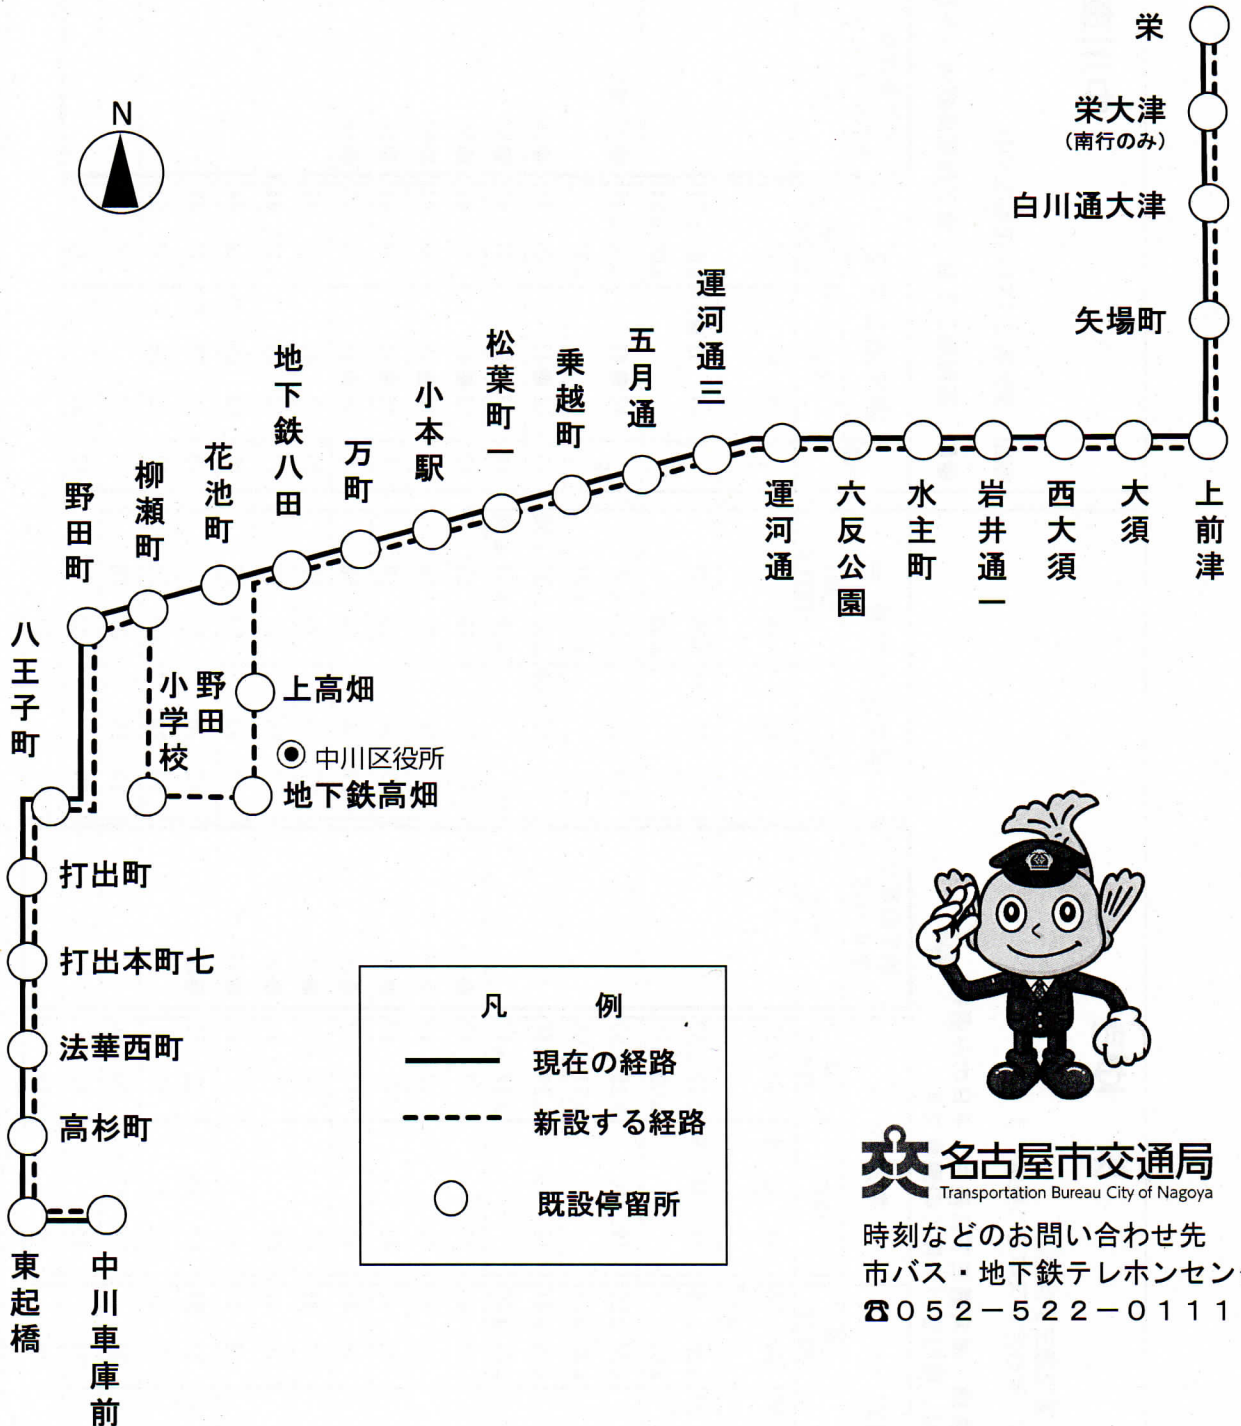 N
栄
栄大津
(南行のみ)
白川通大津
矢場町
上前津
大須
西大須
岩井通一
水主町
六反公園
運河通
運河通三
五月通
乗越町
松葉町一
小本駅
万町
地下鉄八田
花池町
柳瀬町
野田町
八王子町
野田
小学校
上高畑
中川区役所
地下鉄高畑
打出町
打出本町七
法華西町
高杉町
東起橋
中川車庫前
凡　例
現在の経路
新設する経路
既設停留所
名古屋市交通局
Transportation Bureau City of Nagoya
時刻などのお問い合わせ先
市バス・地下鉄テレホンセン
☎052－522－0111